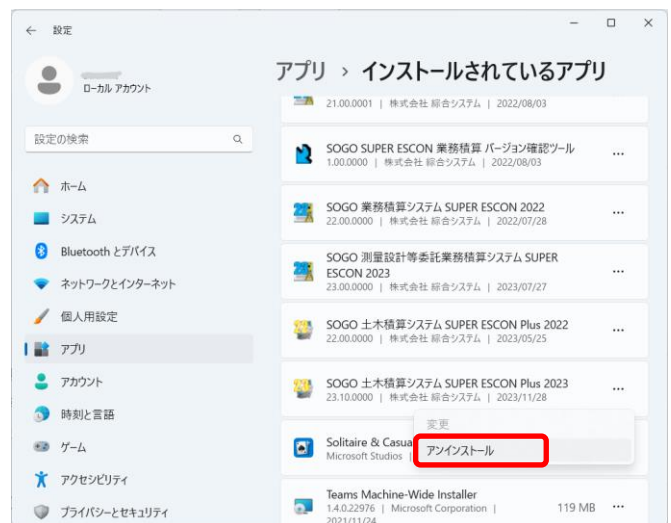 設定
ローカル アカウント
設定の検索
ホーム
システム
Bluetooth とデバイス
ネットワークとインターネット
個人用設定
アプリ
アカウント
時刻と言語
ゲーム
アクセシビリティ
プライバシーとセキュリティ
アプリ › インストールされているアプリ
21.00.0001 | 株式会社 綜合システム | 2022/08/03
SOGO SUPER ESCON 業務積算 バージョン確認ツール
1.00.0000 | 株式会社 綜合システム | 2022/08/03
SOGO 業務積算システム SUPER ESCON 2022
22.00.0000 | 株式会社 綜合システム | 2022/07/28
SOGO 測量設計等委託業務積算システム SUPER
ESCON 2023
23.00.0000 | 株式会社 綜合システム | 2023/07/27
SOGO 土木積算システム SUPER ESCON Plus 2022
22.00.0000 | 株式会社 綜合システム | 2023/05/25
SOGO 土木積算システム SUPER ESCON Plus 2023
23.10.0000 | 株式会社 綜合システム | 2023/11/28
変更
アンインストール
Solitaire & Casua
Microsoft Studios |
Teams Machine-Wide Installer
1.4.0.22976 | Microsoft Corporation |
2021/11/24
119 MB